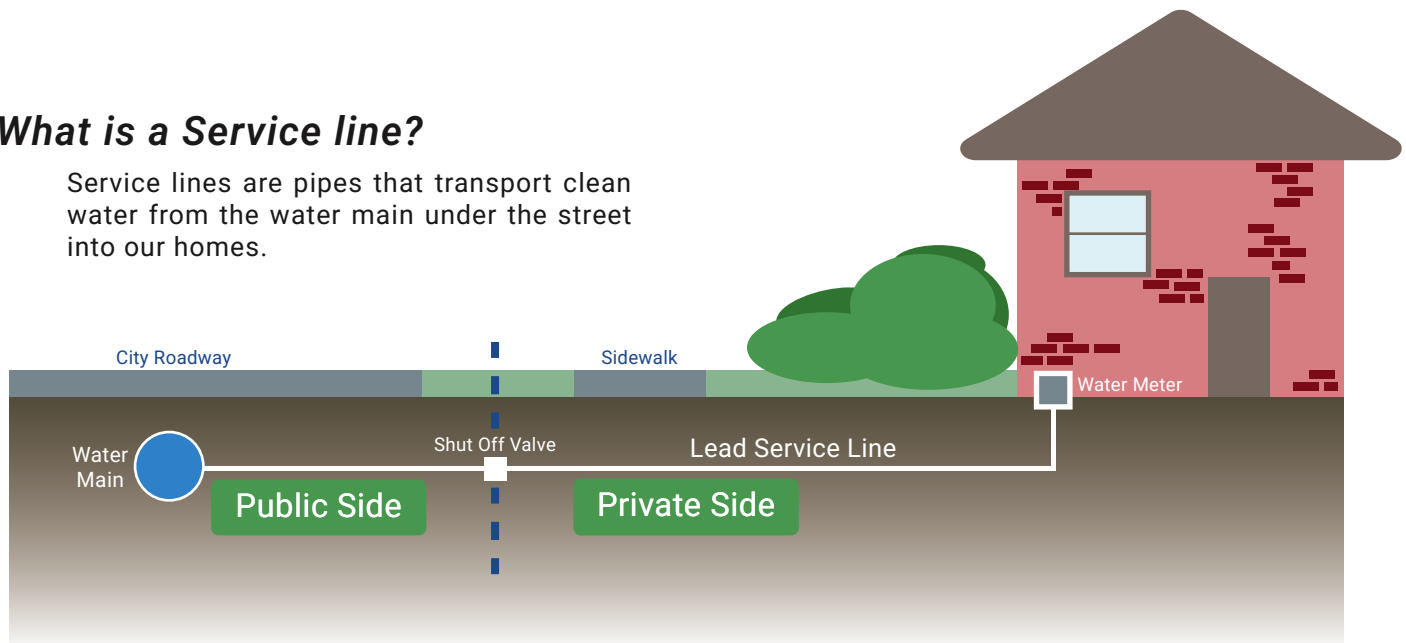 What is a Service line?
Service lines are pipes that transport clean
water from the water main under the street
into our homes.
City Roadway
Sidewalk
Water Meter
Water
Main
Shut Off Valve
Lead Service Line
Public Side
Private Side